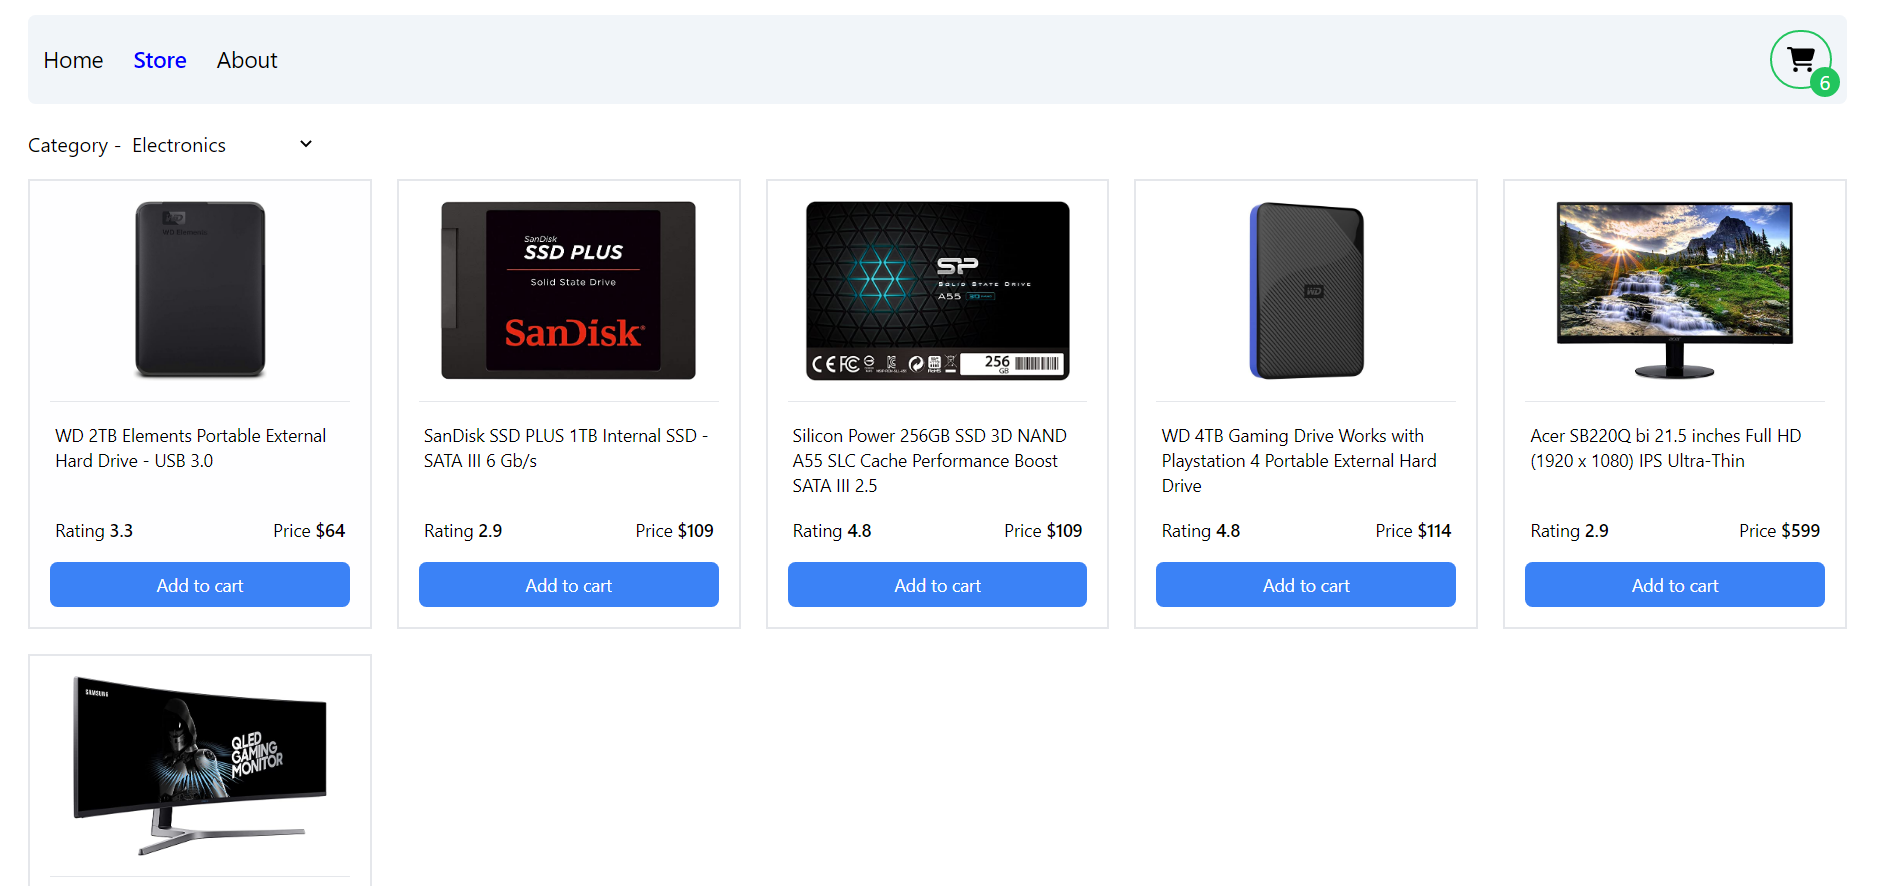 Home Store About
6
Category - Electronics
WD
WD Elements
SanDisk
SSD PLUS
Solid State Drive
SanDisk
SP
SOLID STATE DRIVE
A55
256
GB
WD
acer
WD 2TB Elements Portable External
Hard Drive - USB 3.0
Rating 3.3 Price $64
Add to cart
SanDisk SSD PLUS 1TB Internal SSD -
SATA III 6 Gb/s
Rating 2.9 Price $109
Add to cart
Silicon Power 256GB SSD 3D NAND
A55 SLC Cache Performance Boost
SATA III 2.5
Rating 4.8 Price $109
Add to cart
WD 4TB Gaming Drive Works with
Playstation 4 Portable External Hard
Drive
Rating 4.8 Price $114
Add to cart
Acer SB220Q bi 21.5 inches Full HD
(1920 x 1080) IPS Ultra-Thin
Rating 2.9 Price $599
Add to cart
SAMSUNG
QLED
GAMING
MONITOR